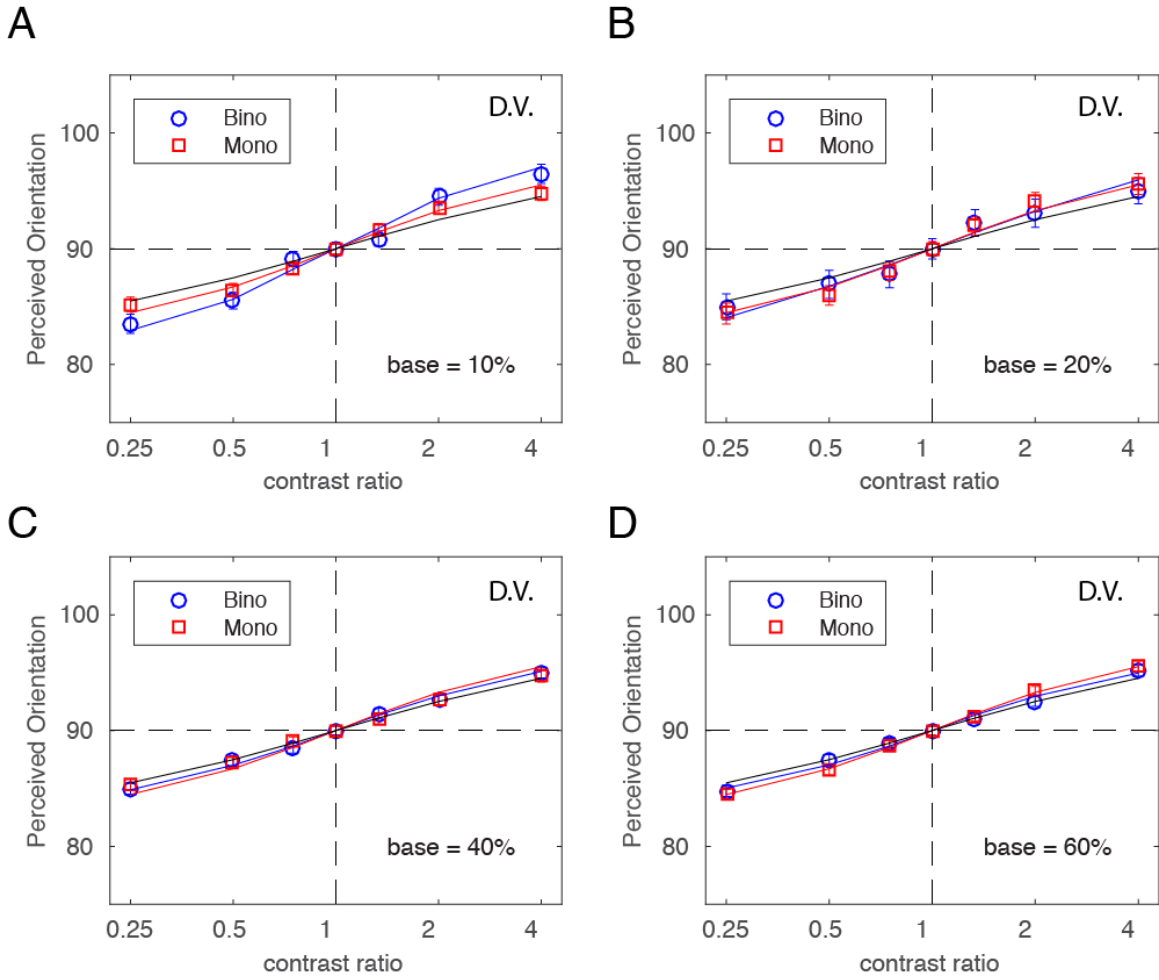 A
Perceived Orientation
100
90
80
Bino
Mono
D.V.
base = 10%
0.25 0.5 1 2 4
contrast ratio
B
Perceived Orientation
100
90
80
Bino
Mono
D.V.
base = 20%
0.25 0.5 1 2 4
contrast ratio
C
Perceived Orientation
100
90
80
Bino
Mono
D.V.
base = 40%
0.25 0.5 1 2 4
contrast ratio
D
Perceived Orientation
100
90
80
Bino
Mono
D.V.
base = 60%
0.25 0.5 1 2 4
contrast ratio